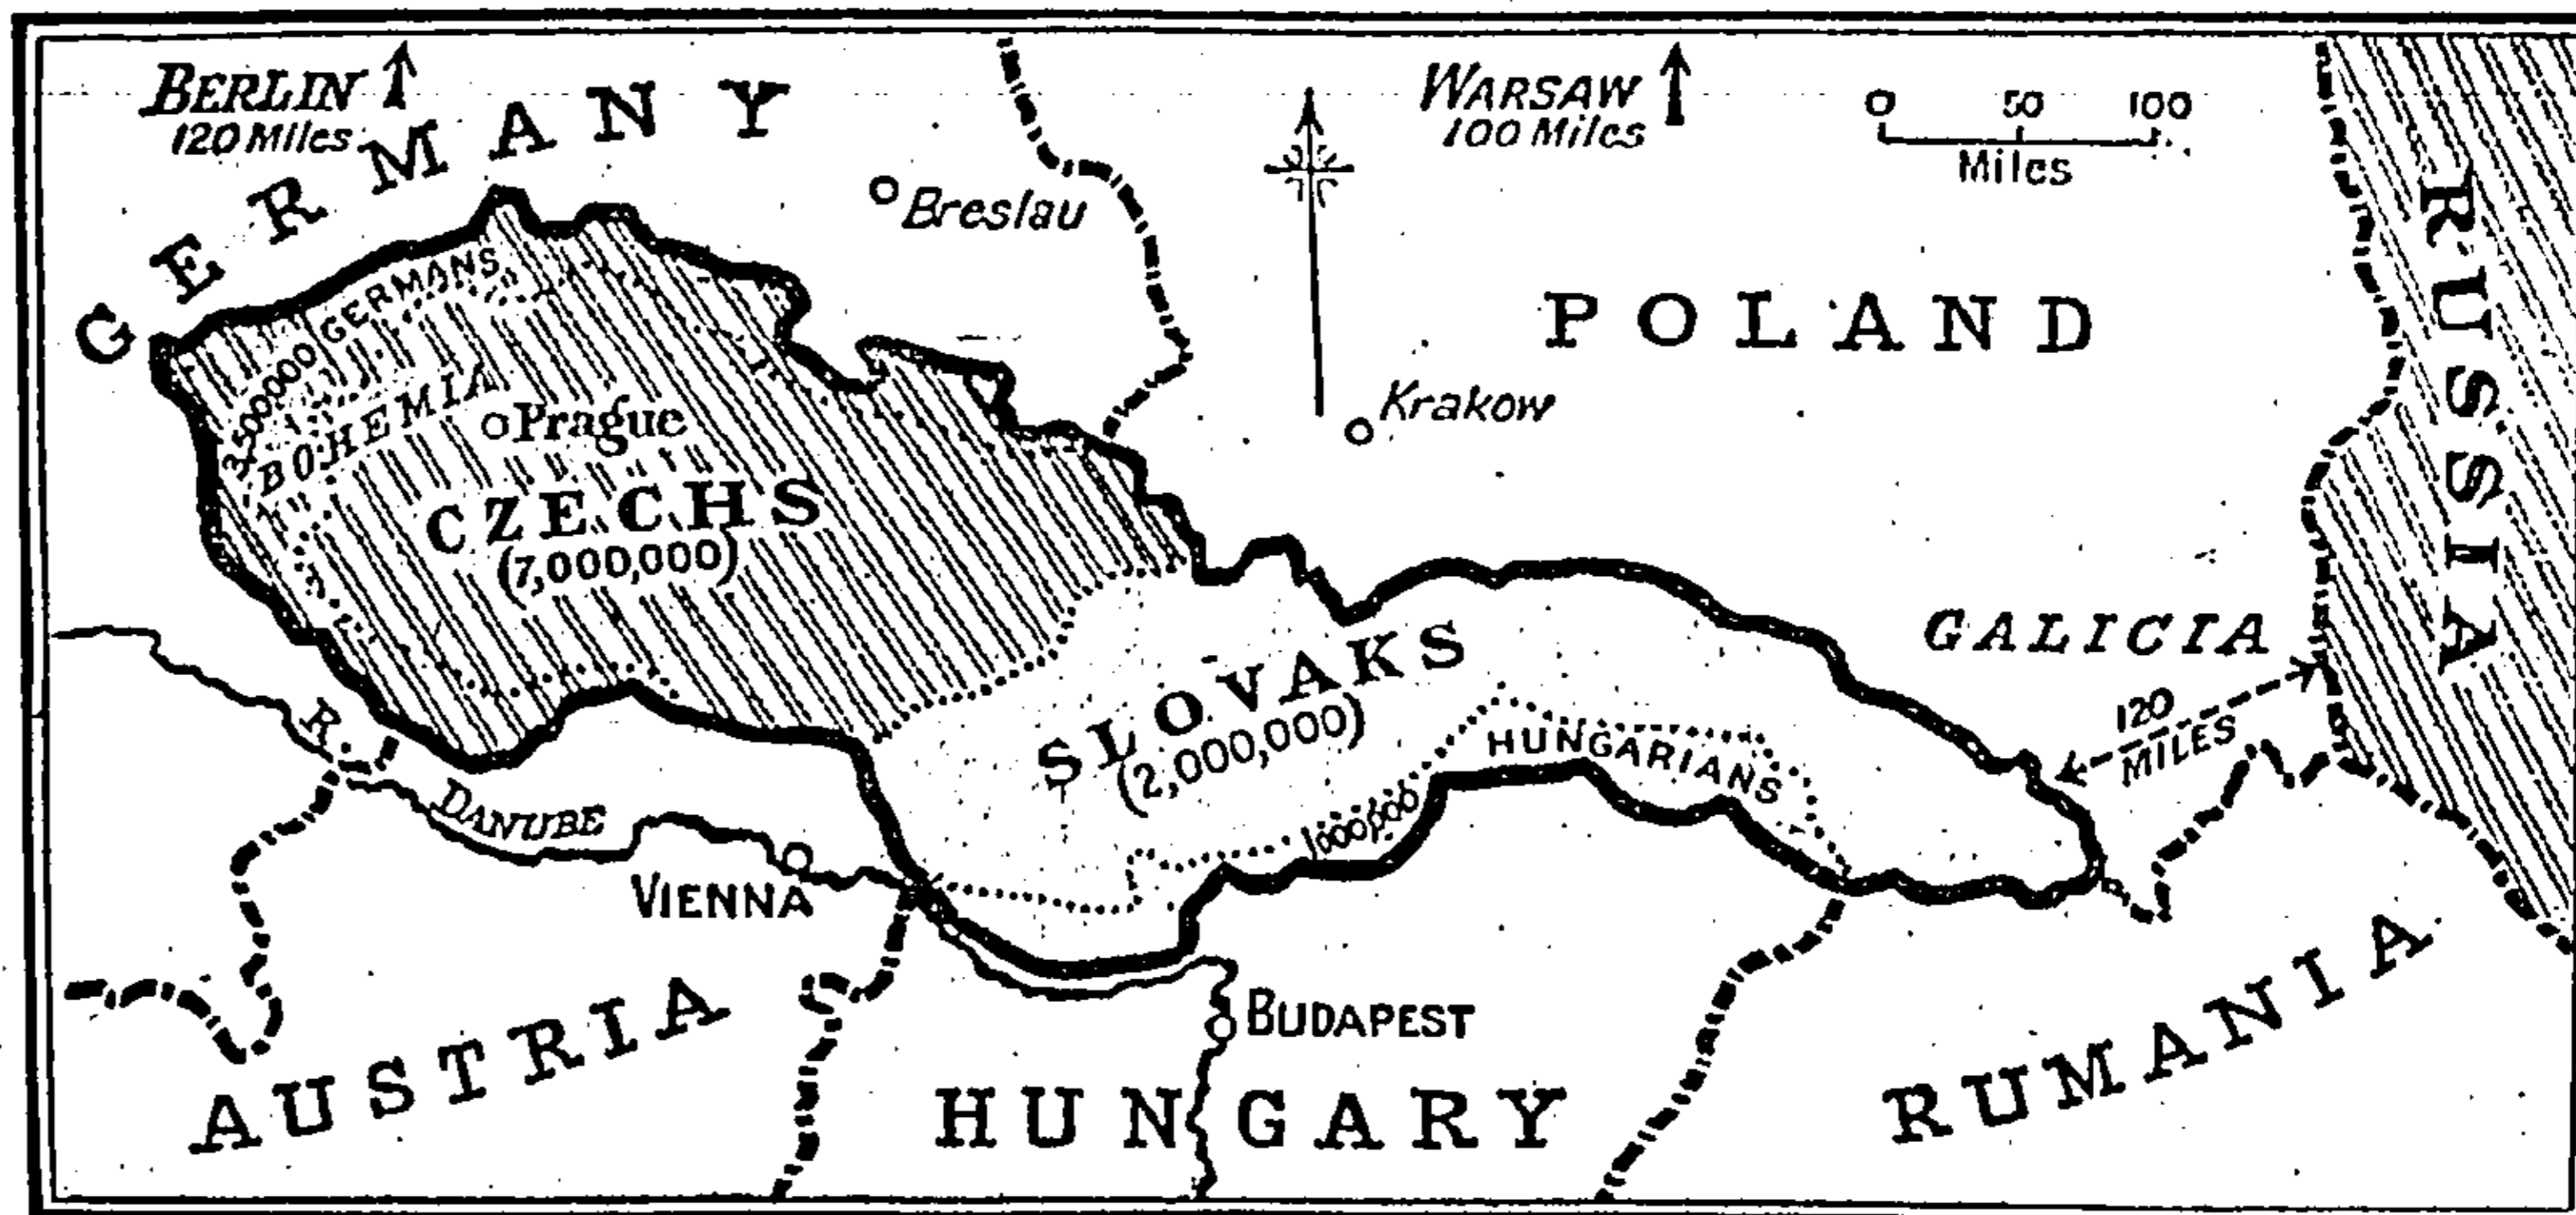 BERLIN
120 Miles
GERMANY
WARSAW
100 Miles
0 50 100
Miles
Breslau
RUSSIA
POLAND
3,500,000 GERMANS
BOHEMIA
Prague
Krakow
CZECHS
(7,000,000)
GALICIA
120
MILES
SLOVAKS
(2,000,000)
1,000,000 HUNGARIANS
R. DANUBE
VIENNA
BUDAPEST
AUSTRIA
HUNGARY
RUMANIA